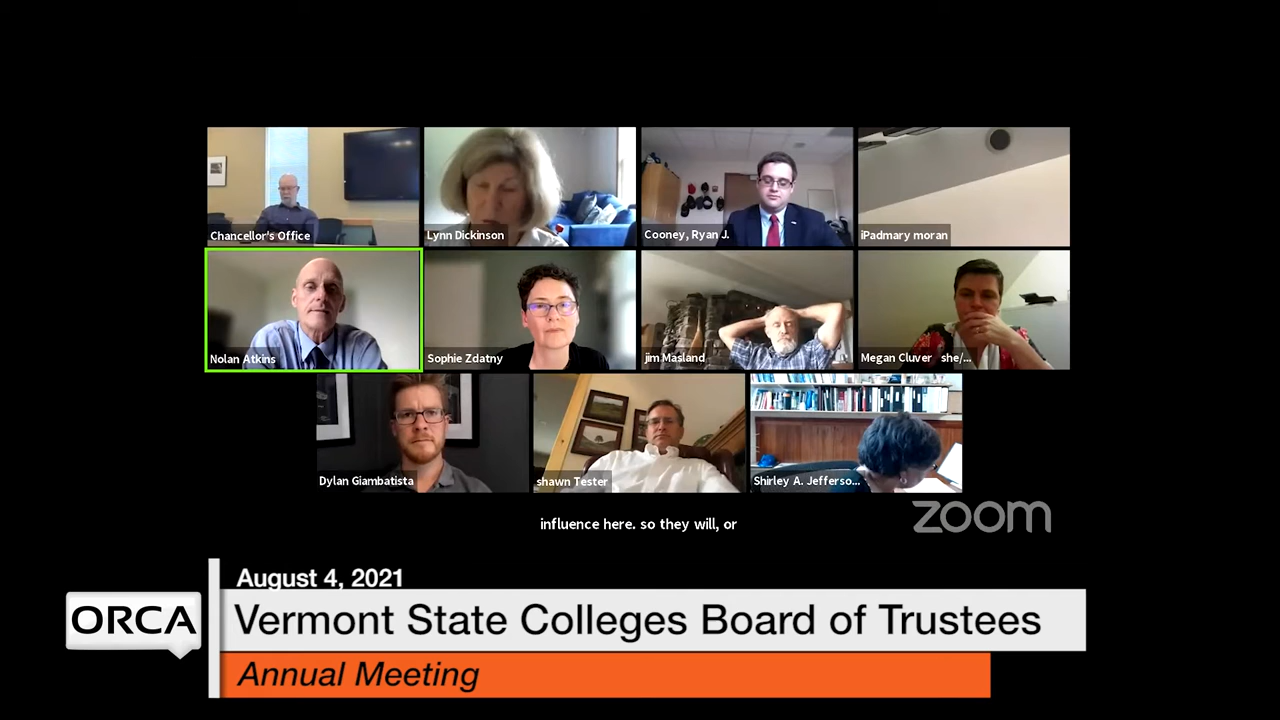 Chancellor's Office
Lynn Dickinson
Cooney, Ryan J.
iPadmary moran
Nolan Atkins
Sophie Zdatny
jim Masland
Megan Cluver she/...
Dylan Giambatista
shawn Tester
Shirley A. Jefferso...
influence here. so they will, or
zoom
August 4, 2021
ORCA
Vermont State Colleges Board of Trustees
Annual Meeting